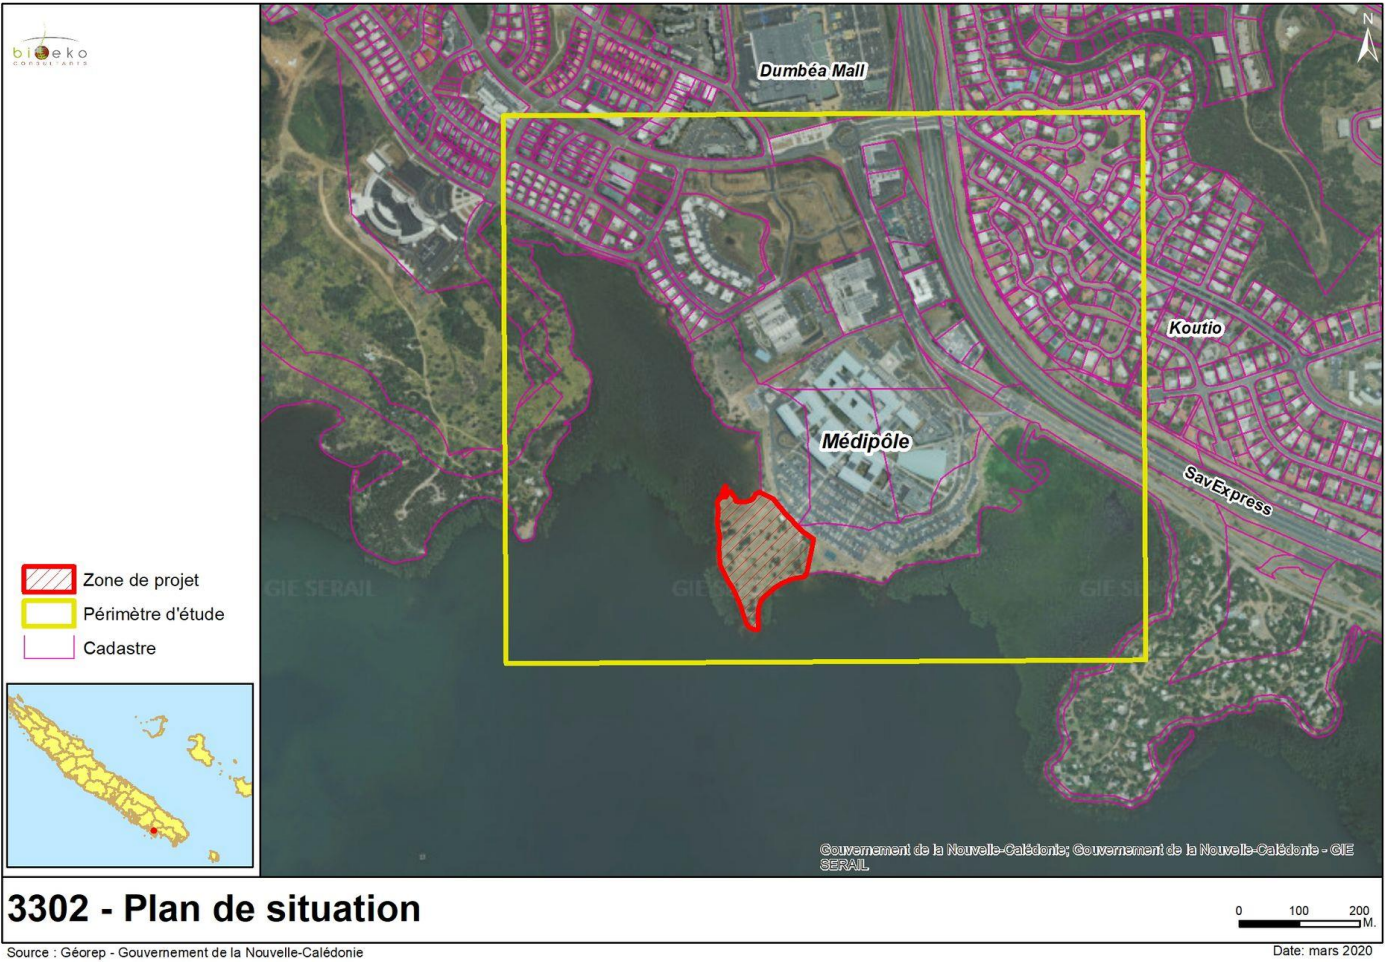 bioeko
consultants
N
Dumbéa Mall
Koutio
Médipôle
SavExpress
GIE SERAIL
GIE SERAIL
GIE SERAIL
Zone de projet
Périmètre d'étude
Cadastre
Gouvernement de la Nouvelle-Calédonie; Gouvernement de la Nouvelle-Calédonie - GIE
SERAIL
3302 - Plan de situation
0 100 200
M.
Source : Géorep - Gouvernement de la Nouvelle-Calédonie
Date: mars 2020